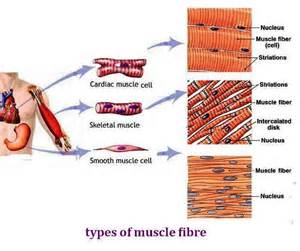 Nucleus
Muscle fiber
(cell)
Striations
Cardiac muscle cell
Striations
Muscle fiber
Intercalated
disk
Nucleus
Skeletal muscle
Smooth muscle cell
Muscle fiber
Nucleus
types of muscle fibre